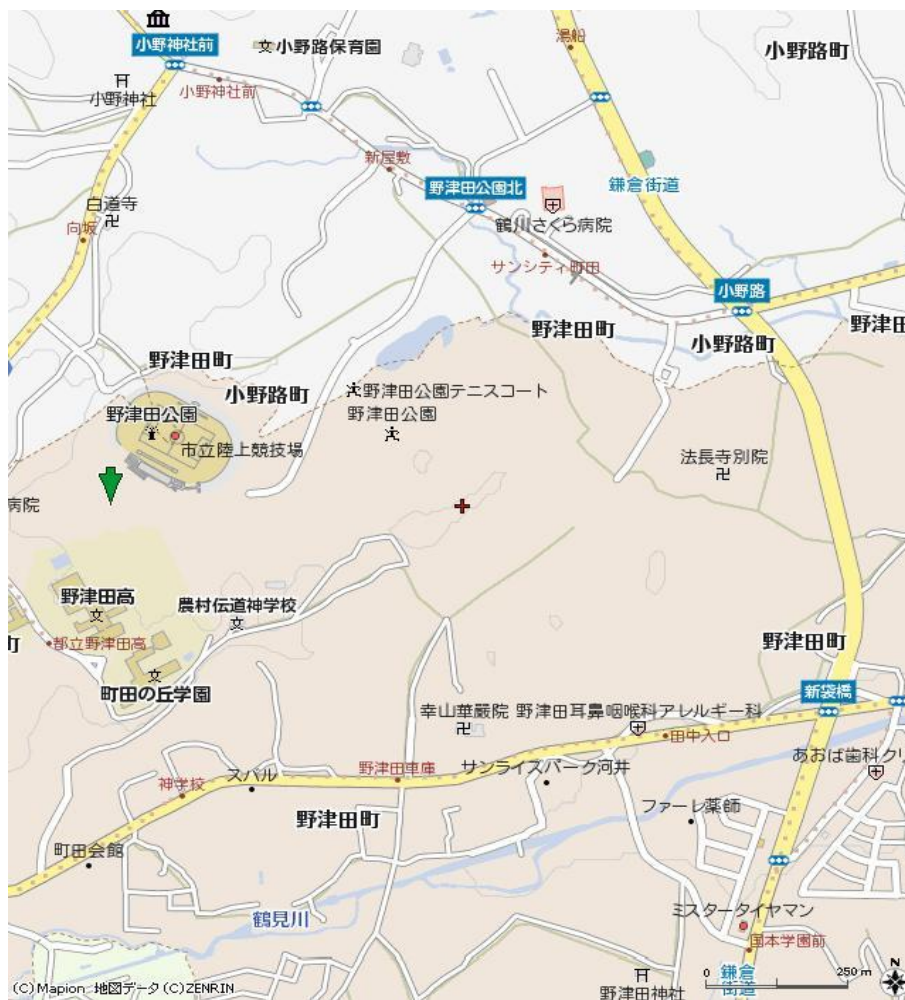 小野神社前
小野路保育園
湯船
小野路町
小野神社
小野神社前
新屋敷
野津田公園北
鎌倉街道
白道寺
鶴川さくら病院
向坂
サンシティ町田
小野路
野津田町
野津田町
野津田
小野路町
小野路町
野津田公園テニスコート
野津田公園
野津田公園
市立陸上競技場
法長寺別院
病院
野津田高
農村伝道神学校
町
都立野津田高
野津田町
町田の丘学園
新袋橋
幸山華厳院
野津田耳鼻咽喉科アレルギー科
田中入口
あおば歯科クリ
神学校
スバル
野津田車庫
サンライズパーク河井
野津田町
ファーレ薬師
町田会館
鶴見川
ミスタータイヤマン
国本学園前
野津田神社
鎌倉街道
N
0
250 m
(C)Mapion 地図データ(C)ZENRIN